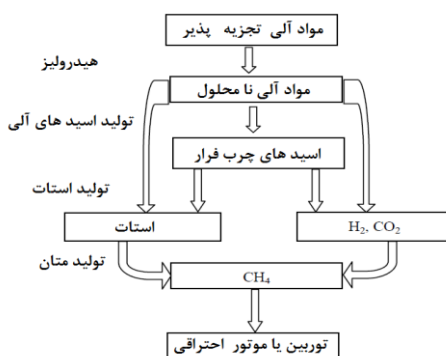 مواد آلی تجزیه پذیر
هیدرولیز
مواد آلی نا محلول
تولید اسید های آلی
اسید های چرب فرار
تولید استات
استات
H₂, CO₂
تولید متان
CH₄
توربین یا موتور احتراقی